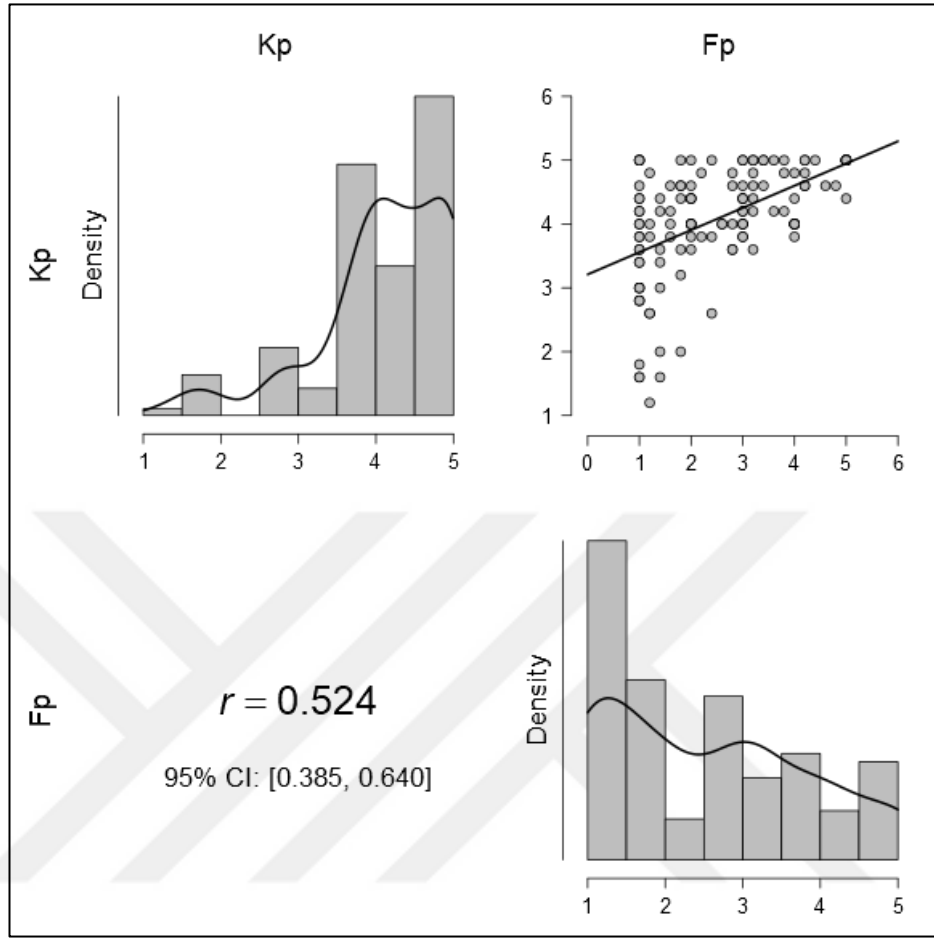 Kp
Fp
Kp
Density
1 2 3 4 5
6
5
4
3
2
1
0 1 2 3 4 5 6
Fp
r = 0.524
95% CI: [0.385, 0.640]
Density
1 2 3 4 5